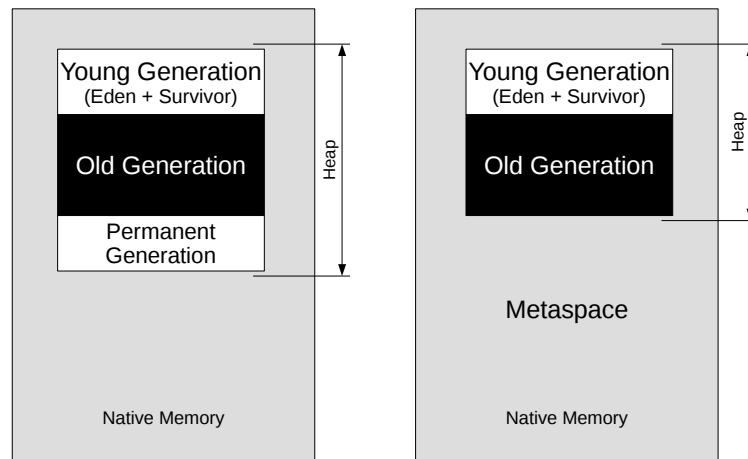 Young Generation
(Eden + Survivor)
Old Generation
Permanent
Generation
Heap
Native Memory
Young Generation
(Eden + Survivor)
Old Generation
Heap
Metaspace
Native Memory